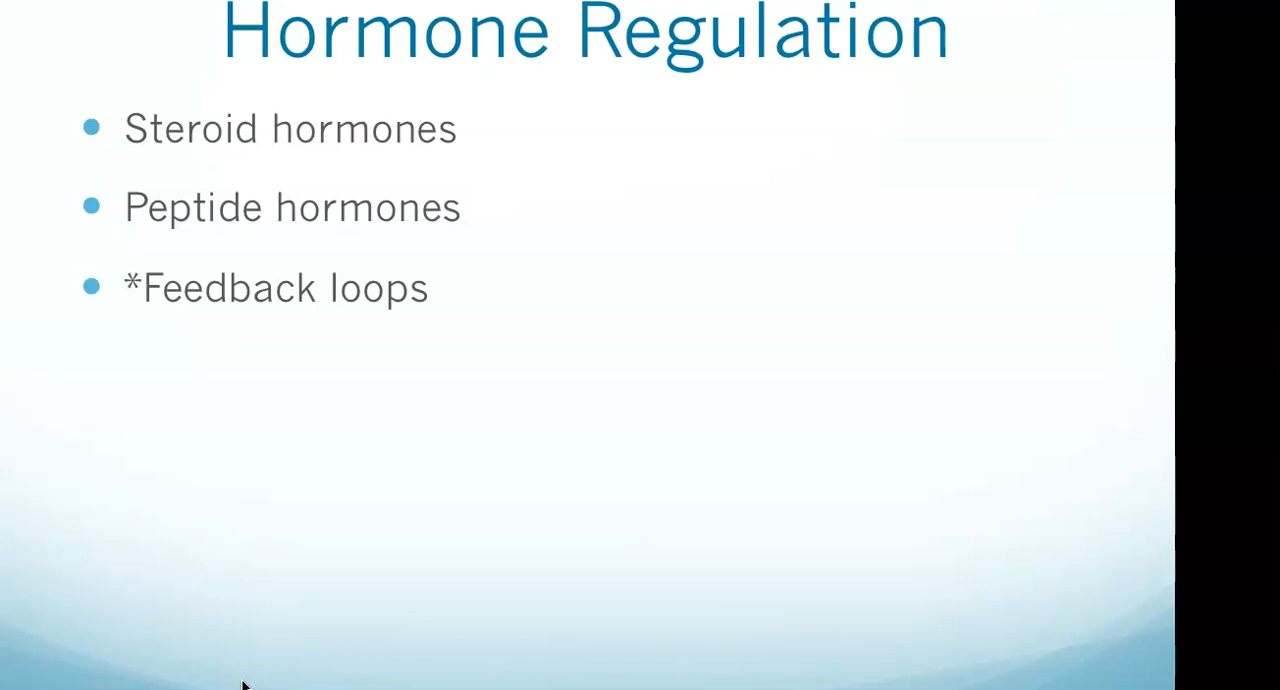 Hormone Regulation
• Steroid hormones
• Peptide hormones
• *Feedback loops